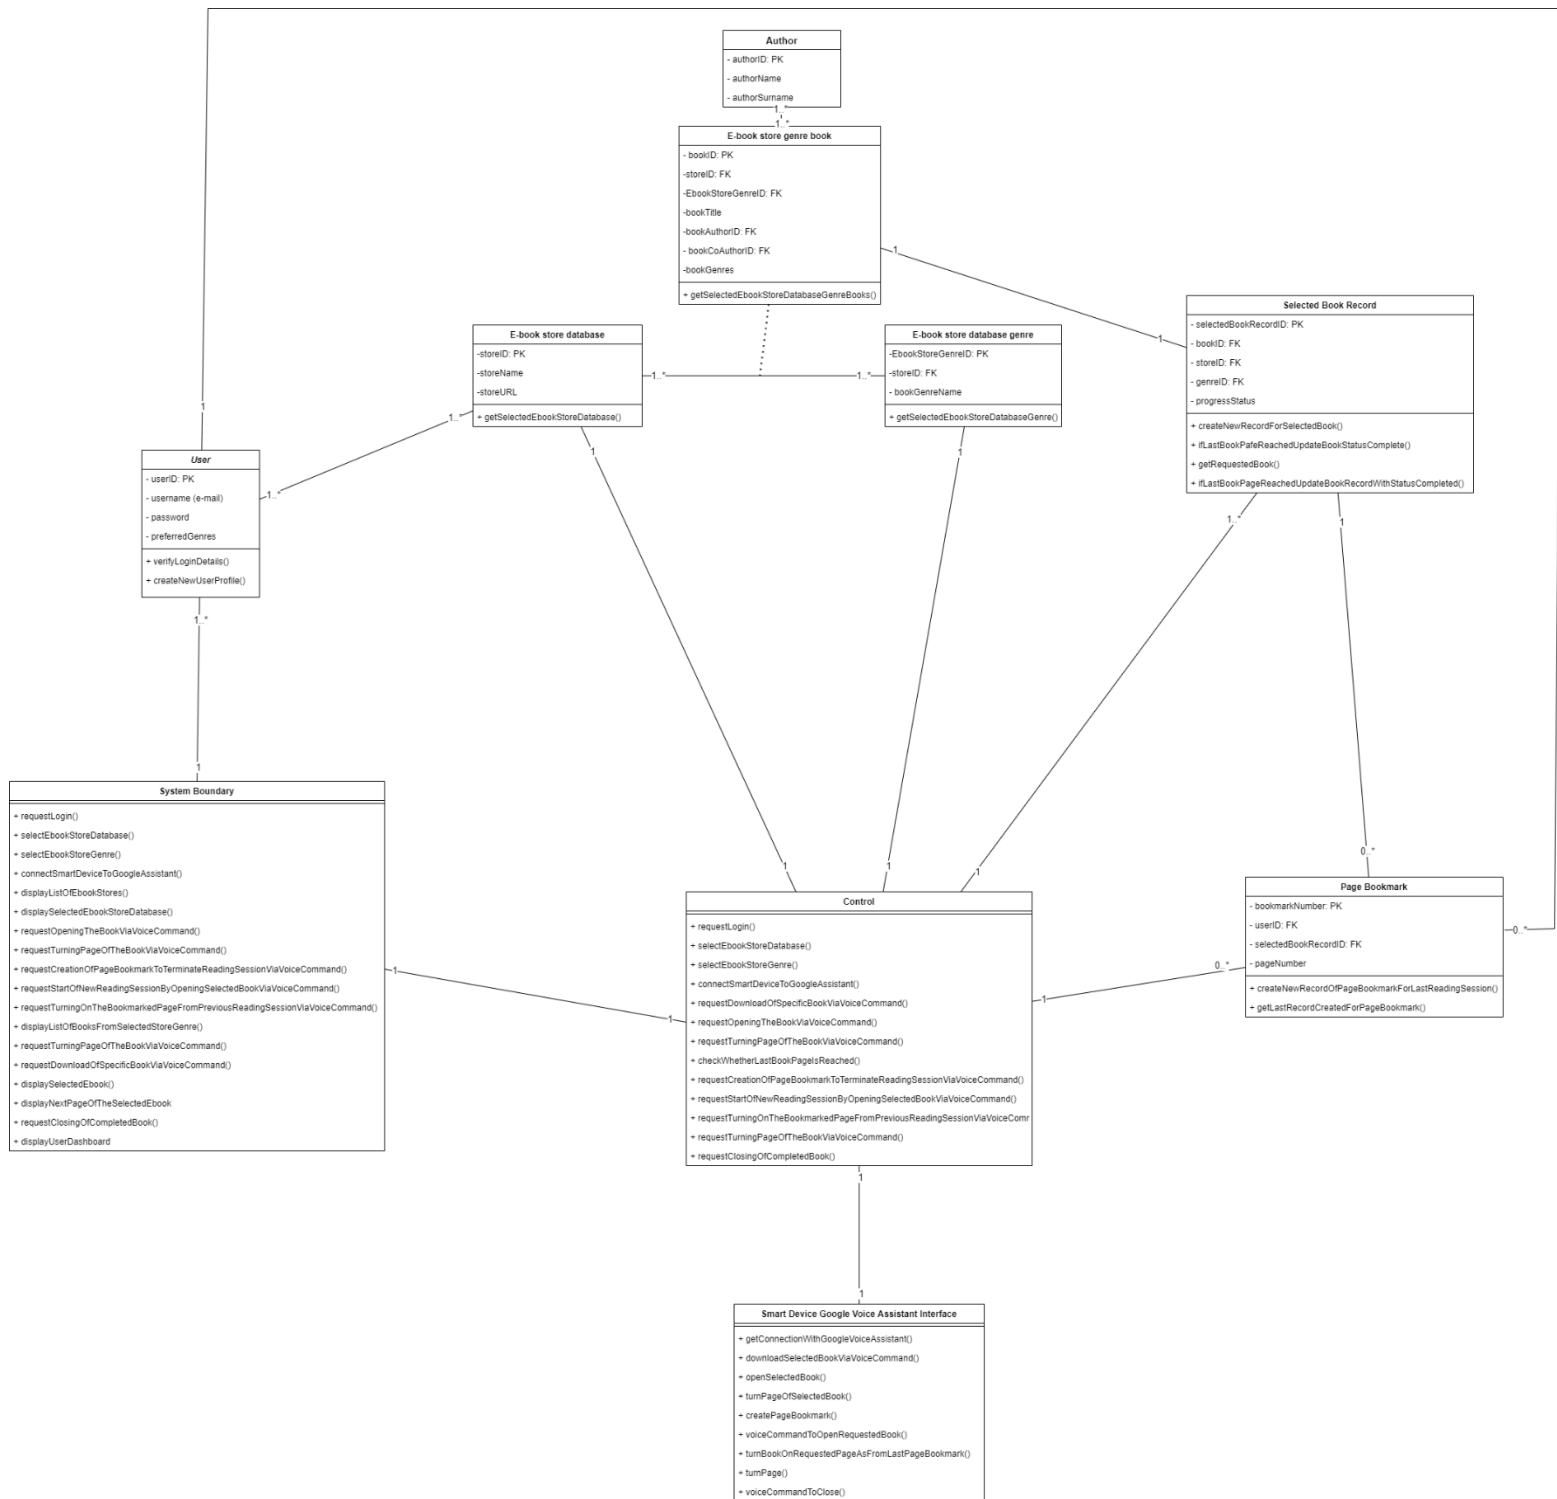 Author
- authorID: PK
- authorName
- authorSurname
1..*
1..*
E-book store genre book
- bookID: PK
-storeID: FK
-EbookStoreGenreID: FK
-bookTitle
-bookAuthorID: FK
- bookCoAuthorID: FK
-bookGenres
+ getSelectedEbookStoreDatabaseGenreBooks()
1
1
Selected Book Record
- selectedBookRecordID: PK
- bookID: FK
- storeID: FK
- genreID: FK
- progressStatus
+ createNewRecordForSelectedBook()
+ ifLastBookPafeReachedUpdateBookStatusComplete()
+ getRequestedBook()
+ ifLastBookPageReachedUpdateBookRecordWithStatusCompleted()
E-book store database
-storeID: PK
-storeName
-storeURL
+ getSelectedEbookStoreDatabase()
1..*
1..*
E-book store database genre
-EbookStoreGenreID: PK
-storeID: FK
- bookGenreName
+ getSelectedEbookStoreDatabaseGenre()
1
1..*
1..*
User
- userID: PK
- username (e-mail)
- password
- preferredGenres
+ verifyLoginDetails()
+ createNewUserProfile()
1
1
1..*
1
1..*
1
System Boundary
+ requestLogin()
+ selectEbookStoreDatabase()
+ selectEbookStoreGenre()
+ connectSmartDeviceToGoogleAssistant()
+ displayListOfEbookStores()
+ displaySelectedEbookStoreDatabase()
+ requestOpeningTheBookViaVoiceCommand()
+ requestTurningPageOfTheBookViaVoiceCommand()
+ requestCreationOfPageBookmarkToTerminateReadingSessionViaVoiceCommand()
+ requestStartOfNewReadingSessionByOpeningSelectedBookViaVoiceCommand()
+ requestTurningOnTheBookmarkedPageFromPreviousReadingSessionViaVoiceCommand()
+ displayListOfBooksFromSelectedStoreGenre()
+ requestTurningPageOfTheBookViaVoiceCommand()
+ requestDownloadOfSpecificBookViaVoiceCommand()
+ displaySelectedEbook()
+ displayNextPageOfTheSelectedEbook
+ requestClosingOfCompletedBook()
+ displayUserDashboard
1
1
1
1
1
Control
+ requestLogin()
+ selectEbookStoreDatabase()
+ selectEbookStoreGenre()
+ connectSmartDeviceToGoogleAssistant()
+ requestDownloadOfSpecificBookViaVoiceCommand()
+ requestOpeningTheBookViaVoiceCommand()
+ requestTurningPageOfTheBookViaVoiceCommand()
+ checkWhetherLastBookPageIsReached()
+ requestCreationOfPageBookmarkToTerminateReadingSessionViaVoiceCommand()
+ requestStartOfNewReadingSessionByOpeningSelectedBookViaVoiceCommand()
+ requestTurningOnTheBookmarkedPageFromPreviousReadingSessionViaVoiceComr
+ requestTurningPageOfTheBookViaVoiceCommand()
+ requestClosingOfCompletedBook()
0..*
Page Bookmark
- bookmarkNumber: PK
- userID: FK
- selectedBookRecordID: FK
- pageNumber
+ createNewRecordOfPageBookmarkForLastReadingSession()
+ getLastRecordCreatedForPageBookmark()
0..*
0..*
1
1
1
Smart Device Google Voice Assistant Interface
+ getConnectionWithGoogleVoiceAssistant()
+ downloadSelectedBookViaVoiceCommand()
+ openSelectedBook()
+ turnPageOfSelectedBook()
+ createPageBookmark()
+ voiceCommandToOpenRequestedBook()
+ turnBookOnRequestedPageAsFromLastPageBookmark()
+ turnPage()
+ voiceCommandToClose()